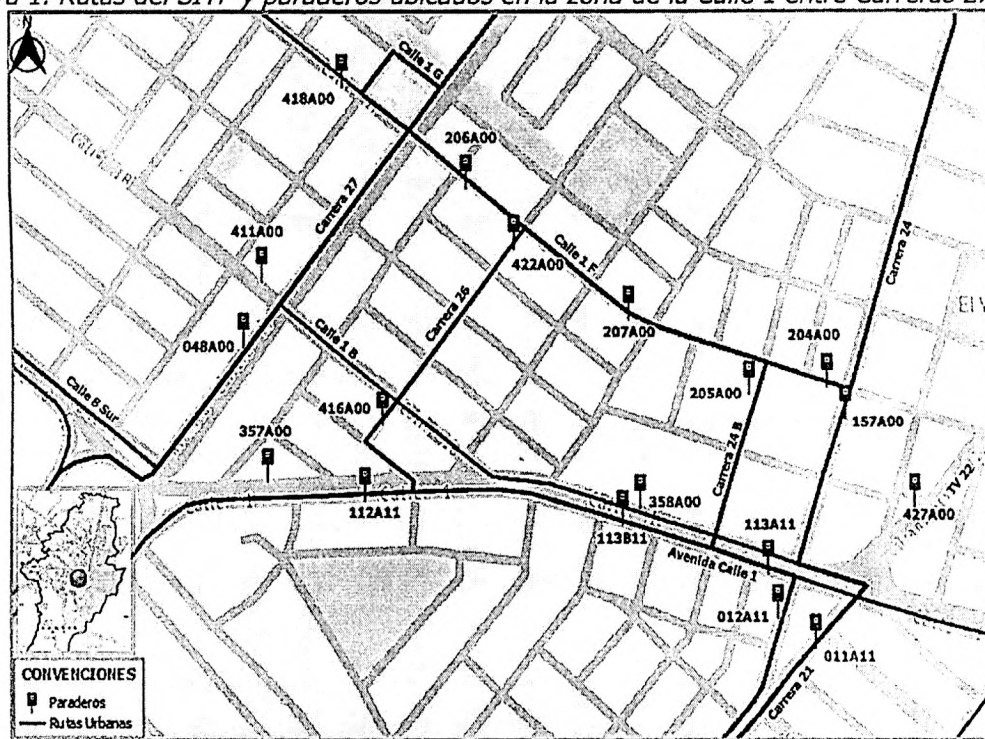 Rutas del SITP y paraderos ubicados en la zona de la Calle 1 entre Carreras
N
Calle 1 G
418A00
206A00
Carrera 27
411A00
422A00
Calle 1 F
Carrera 24
Carrera 26
207A00
048A00
Calle 1 B
204A00
205A00
157A00
Calle 8 Sur
416A00
357A00
Carrera 24 B
358A00
TV 22
427A00
112A11
113B11
113A11
Avenida Calle 1
012A11
011A11
Carrera 21
CONVENCIONES
Paraderos
Rutas Urbanas